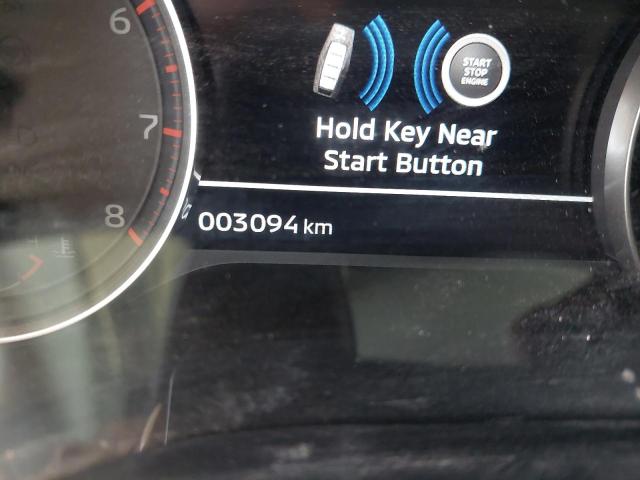 6
START
STOP
ENGINE
7
Hold Key Near
Start Button
8
003094 km